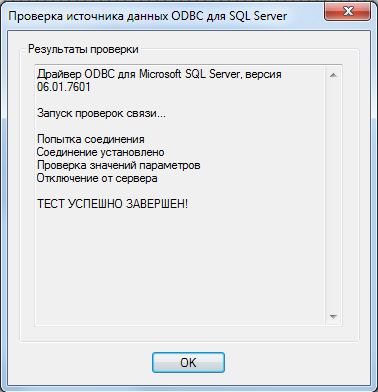 Проверка источника данных ODBC для SQL Server
Результаты проверки
Драйвер ODBC для Microsoft SQL Server, версия
06.01.7601
Запуск проверок связи...
Попытка соединения
Соединение установлено
Проверка значений параметров
Отключение от сервера
ТЕСТ УСПЕШНО ЗАВЕРШЕН!
OK